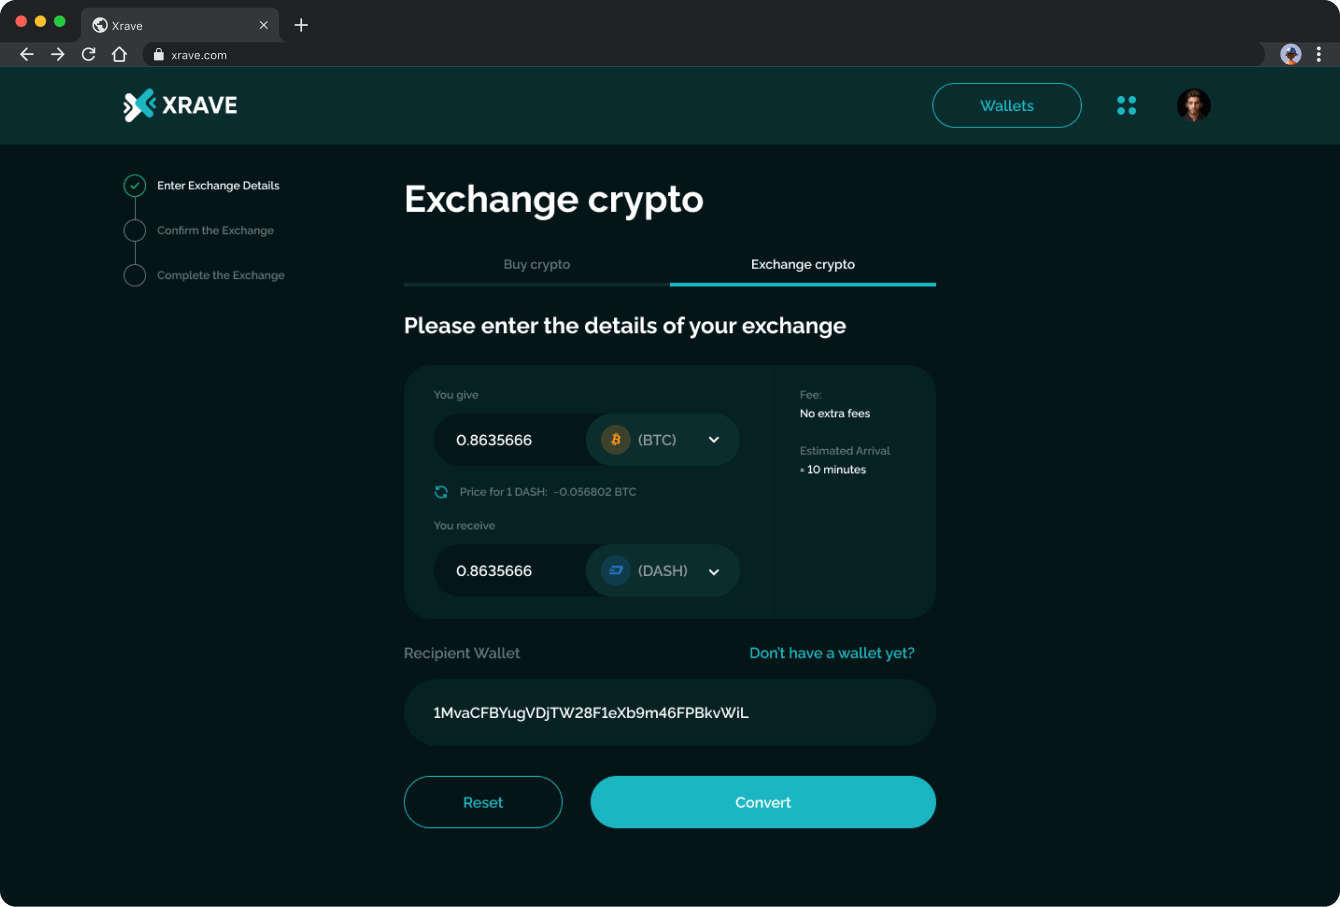 Xrave
xrave.com
XRAVE
Wallets
Enter Exchange Details
Confirm the Exchange
Complete the Exchange
Exchange crypto
Buy crypto
Exchange crypto
Please enter the details of your exchange
You give
0.8635666
(BTC)
Price for 1 DASH: ~0.056802 BTC
You receive
0.8635666
(DASH)
Fee:
No extra fees
Estimated Arrival
≈ 10 minutes
Recipient Wallet
Don't have a wallet yet?
1MvaCFBYugVDjTW28F1eXb9m46FPBkvWiL
Reset
Convert